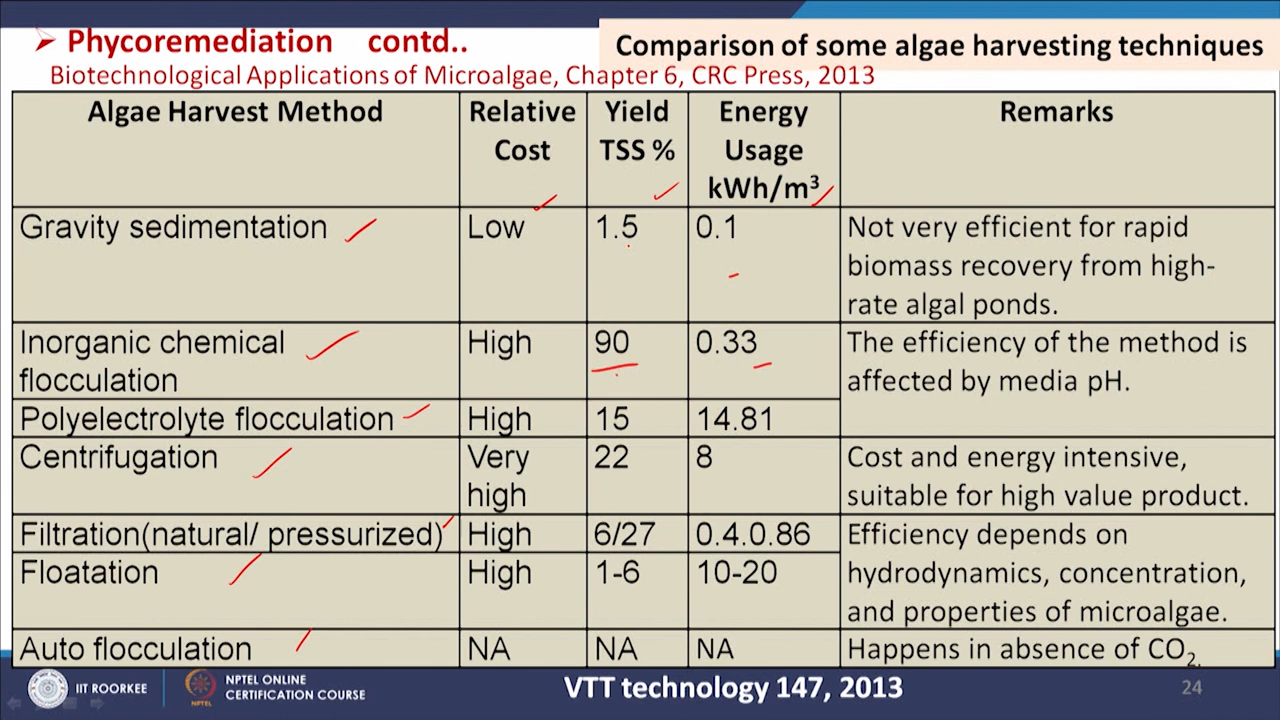 Phycoremediation contd..
Comparison of some algae harvesting techniques
Biotechnological Applications of Microalgae, Chapter 6, CRC Press, 2013
Algae Harvest Method Relative Cost Yield TSS % Energy Usage kWh/m³ Remarks
Gravity sedimentation Low 1.5 0.1 Not very efficient for rapid
biomass recovery from high-
rate algal ponds.
Inorganic chemical High 90 0.33 The efficiency of the method is
flocculation affected by media pH.
Polyelectrolyte flocculation High 15 14.81
Centrifugation Very 22 8 Cost and energy intensive,
high suitable for high value product.
Filtration(natural/ pressurized) High 6/27 0.4.0.86 Efficiency depends on
Floatation High 1-6 10-20 hydrodynamics, concentration,
and properties of microalgae.
Auto flocculation NA NA NA Happens in absence of CO₂.
IIT ROORKEE
NPTEL ONLINE
CERTIFICATION COURSE
NPTEL
VTT technology 147, 2013
24